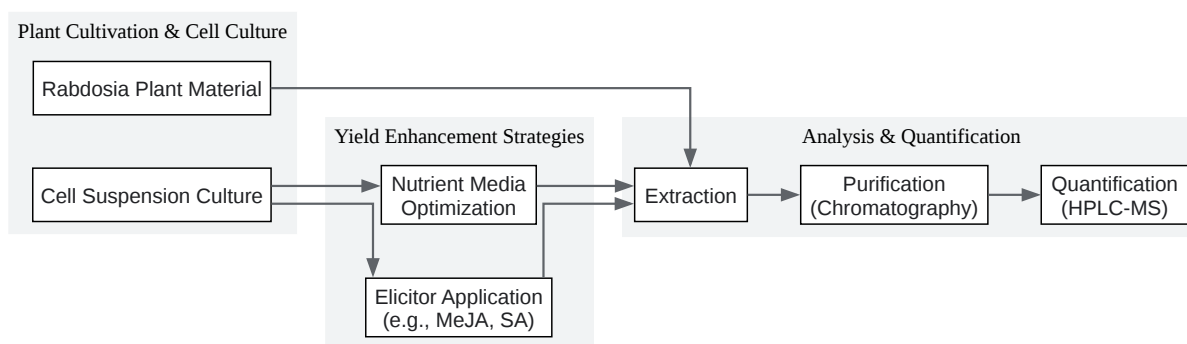 Plant Cultivation & Cell Culture
Rabdosia Plant Material
Cell Suspension Culture
Yield Enhancement Strategies
Nutrient Media
Optimization
Elicitor Application
(e.g., MeJA, SA)
Analysis & Quantification
Extraction
Purification
(Chromatography)
Quantification
(HPLC-MS)